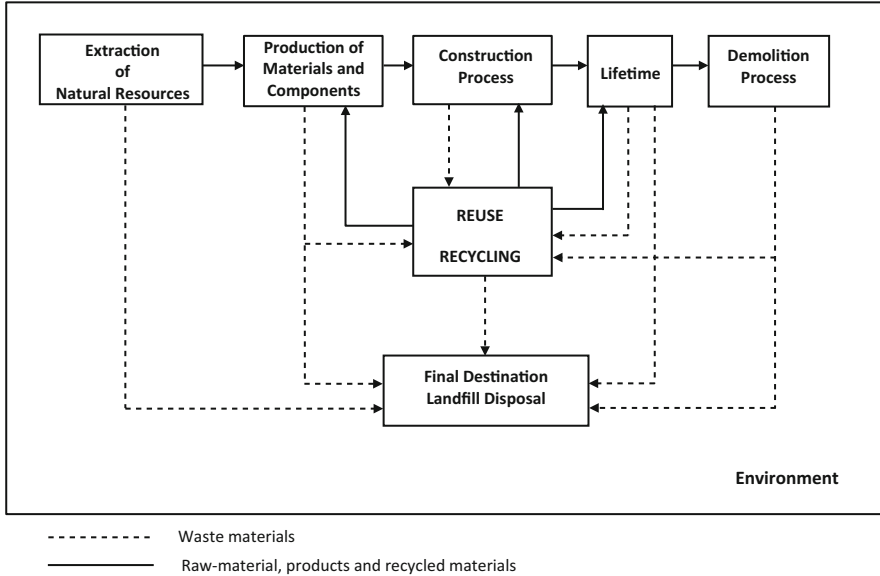 Extraction
of
Natural Resources
Production of
Materials and
Components
Construction
Process
Lifetime
Demolition
Process
REUSE
RECYCLING
Final Destination
Landfill Disposal
Environment
Waste materials
Raw-material, products and recycled materials